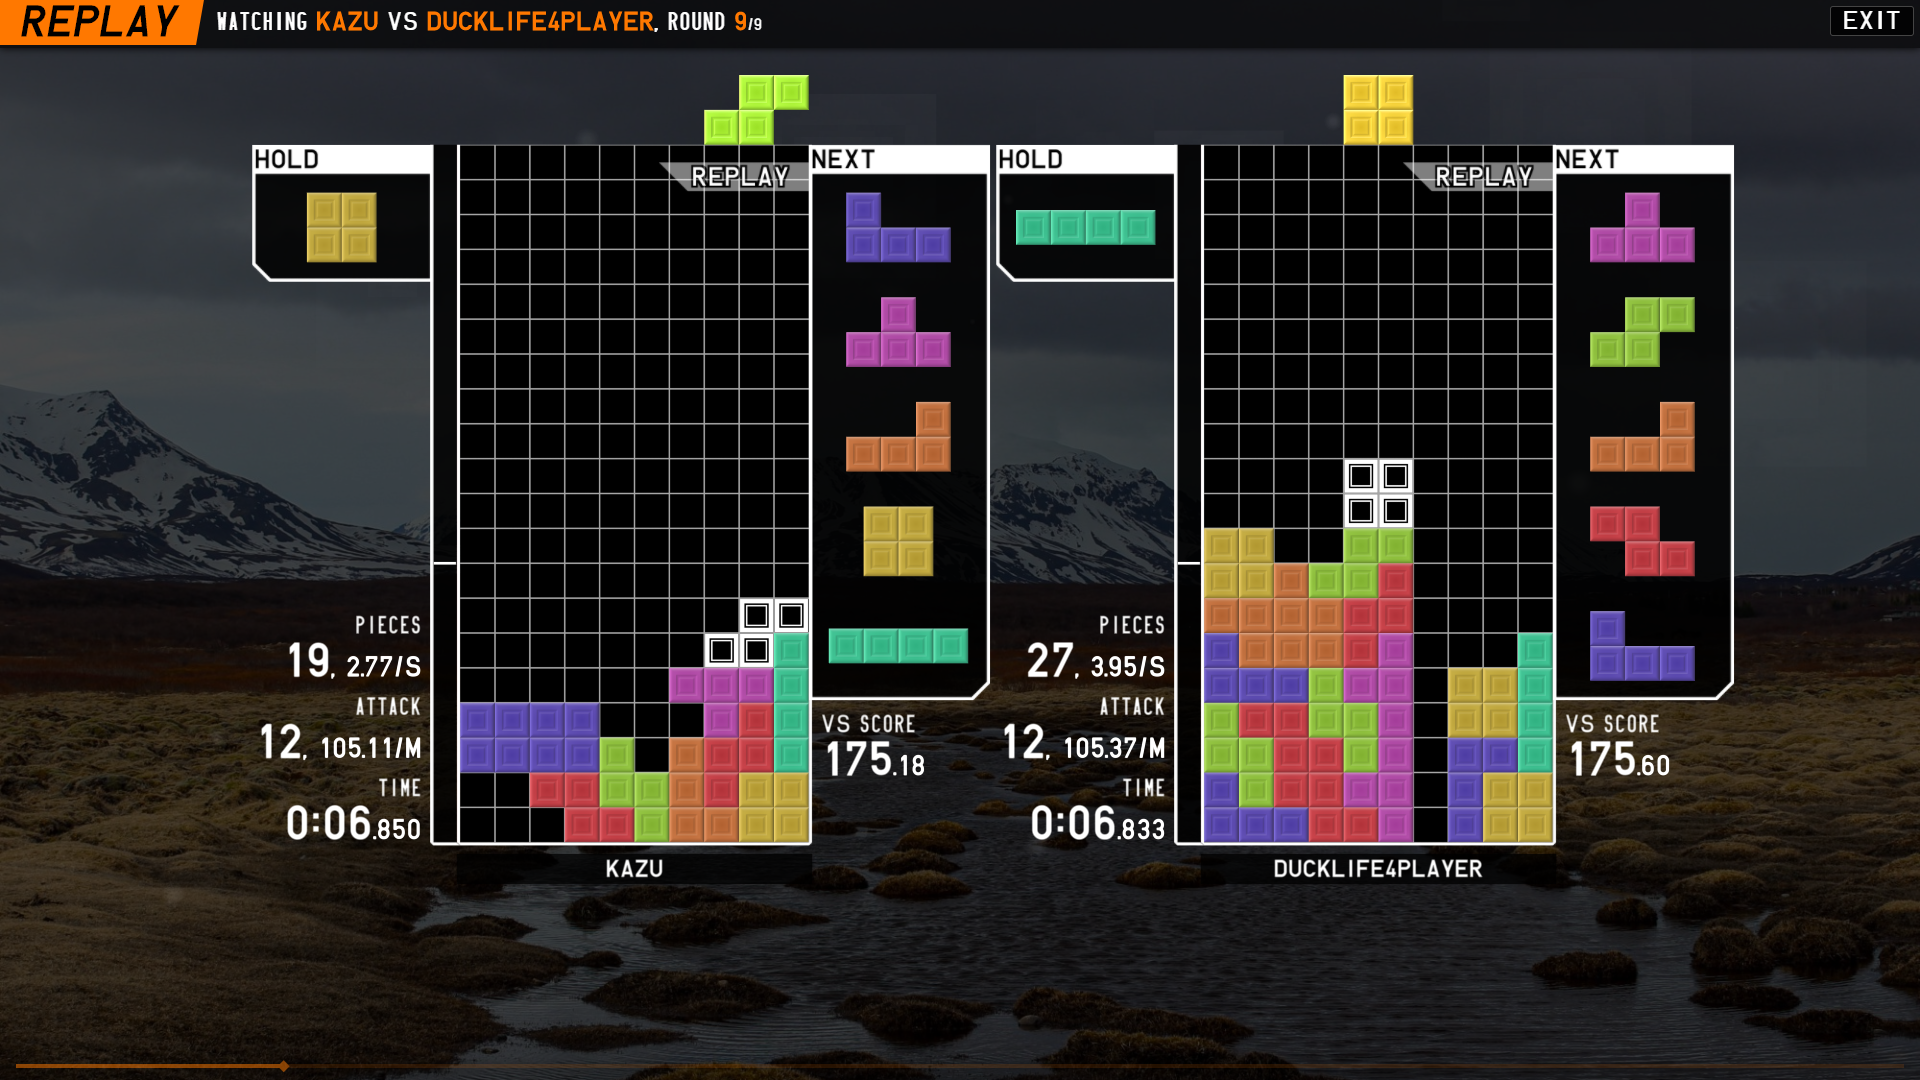 REPLAY
WATCHING KAZU VS DUCKLIFE4PLAYER, ROUND 9/9
EXIT
HOLD
REPLAY
NEXT
PIECES
19, 2.77/S
ATTACK
12, 105.11/M
TIME
0:06.850
VS SCORE
175.18
KAZU
HOLD
REPLAY
NEXT
PIECES
27, 3.95/S
ATTACK
12, 105.37/M
TIME
0:06.833
VS SCORE
175.60
DUCKLIFE4PLAYER